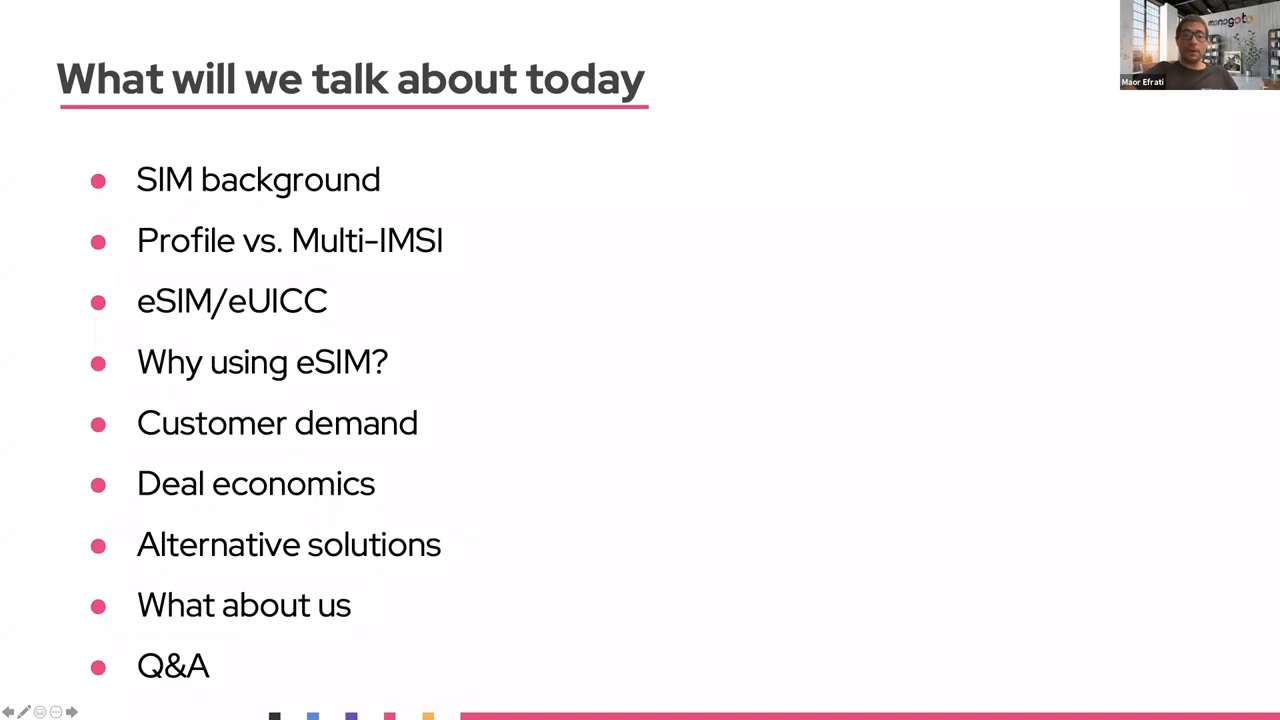 What will we talk about today
monogoto
Maor Efrati
SIM background
Profile vs. Multi-IMSI
eSIM/eUICC
Why using eSIM?
Customer demand
Deal economics
Alternative solutions
What about us
Q&A